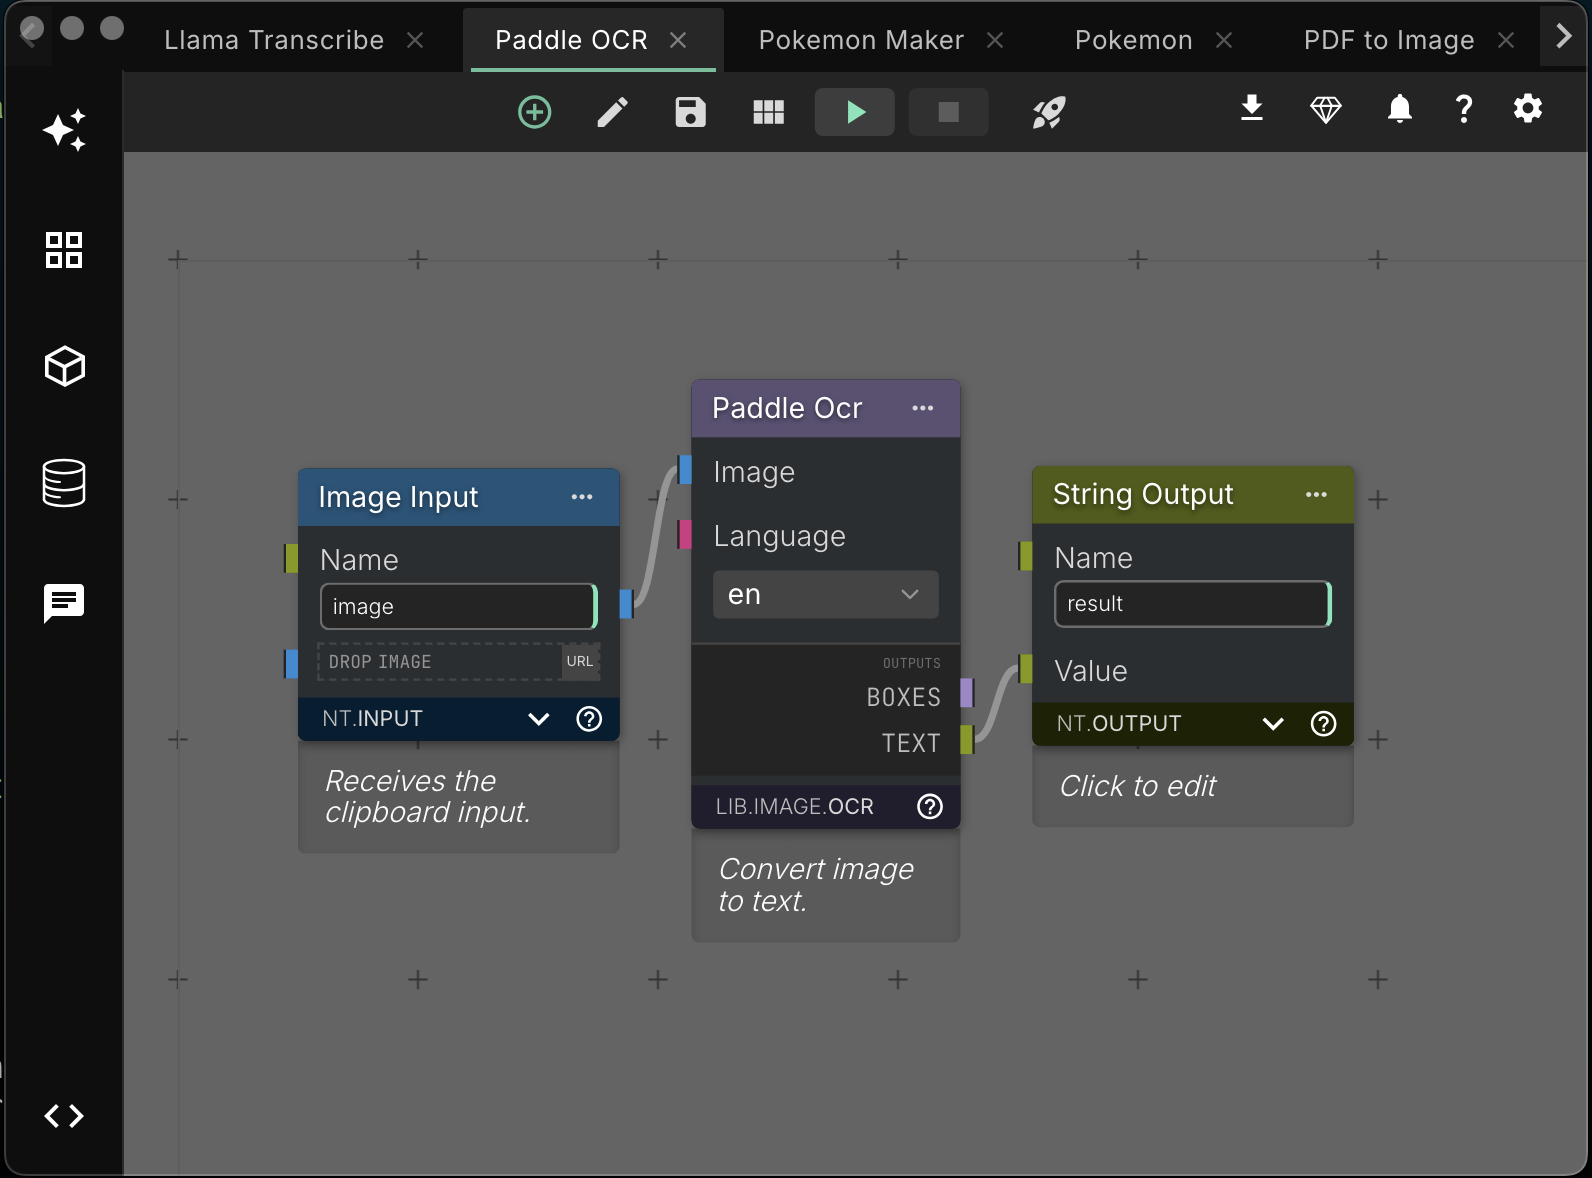 Llama Transcribe
Paddle OCR
Pokemon Maker
Pokemon
PDF to Image
Image Input
Name
image
DROP IMAGE
URL
NT.INPUT
Receives the
clipboard input.
Paddle Ocr
Image
Language
en
OUTPUTS
BOXES
TEXT
LIB.IMAGE.OCR
Convert image
to text.
String Output
Name
result
Value
NT.OUTPUT
Click to edit